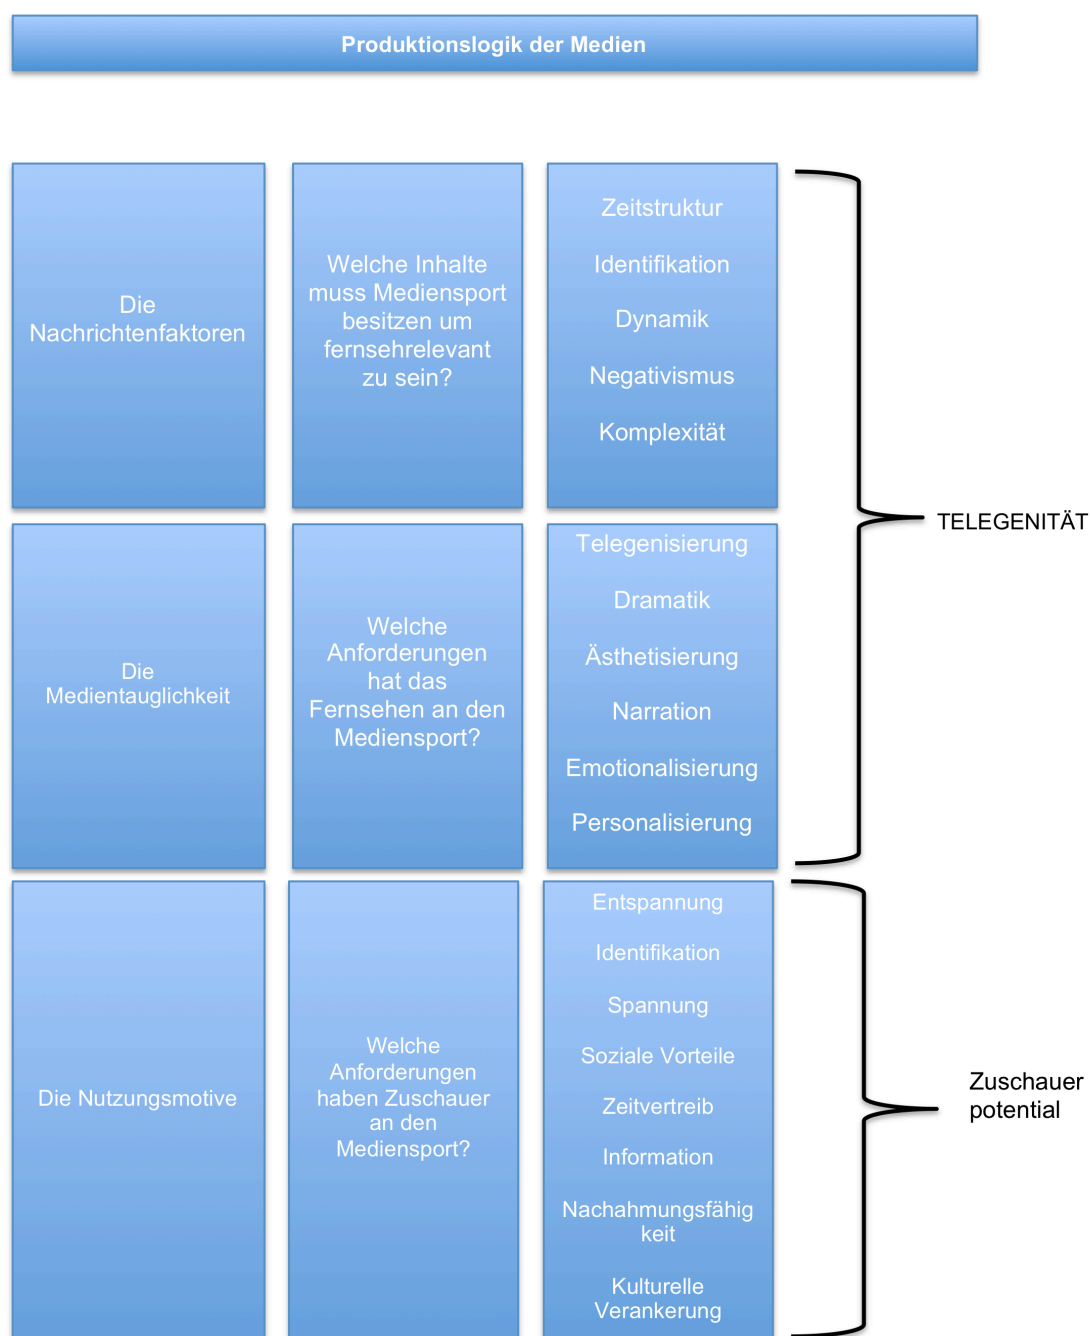 Produktionslogik der Medien
Die
Nachrichtenfaktoren
Welche Inhalte
muss Mediensport
besitzen um
fernsehrelevant
zu sein?
Zeitstruktur
Identifikation
Dynamik
Negativismus
Komplexität
TELEGENITÄT
Die
Medientauglichkeit
Welche
Anforderungen
hat das
Fernsehen an den
Mediensport?
Telegenisierung
Dramatik
Ästhetisierung
Narration
Emotionalisierung
Personalisierung
Die Nutzungsmotive
Welche
Anforderungen
haben Zuschauer
an den
Mediensport?
Entspannung
Identifikation
Spannung
Soziale Vorteile
Zeitvertreib
Information
Nachahmungsfähig
keit
Kulturelle
Verankerung
Zuschauer
potential